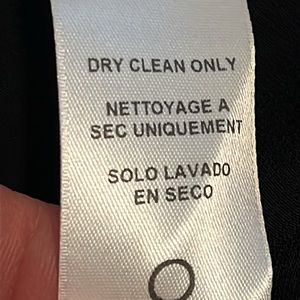 DRY CLEAN ONLY
NETTOYAGE A
SEC UNIQUEMENT
SOLO LAVADO
EN SECO